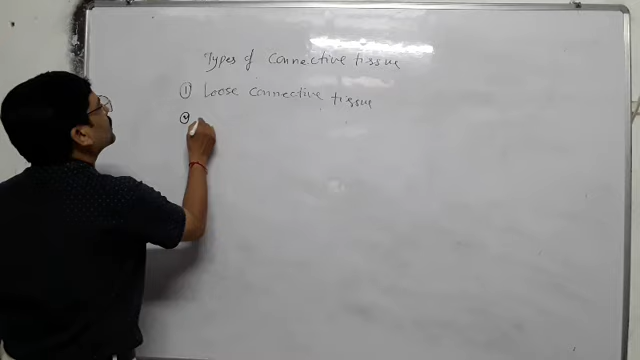 Types of connective tissue
① Loose connective tissue
②